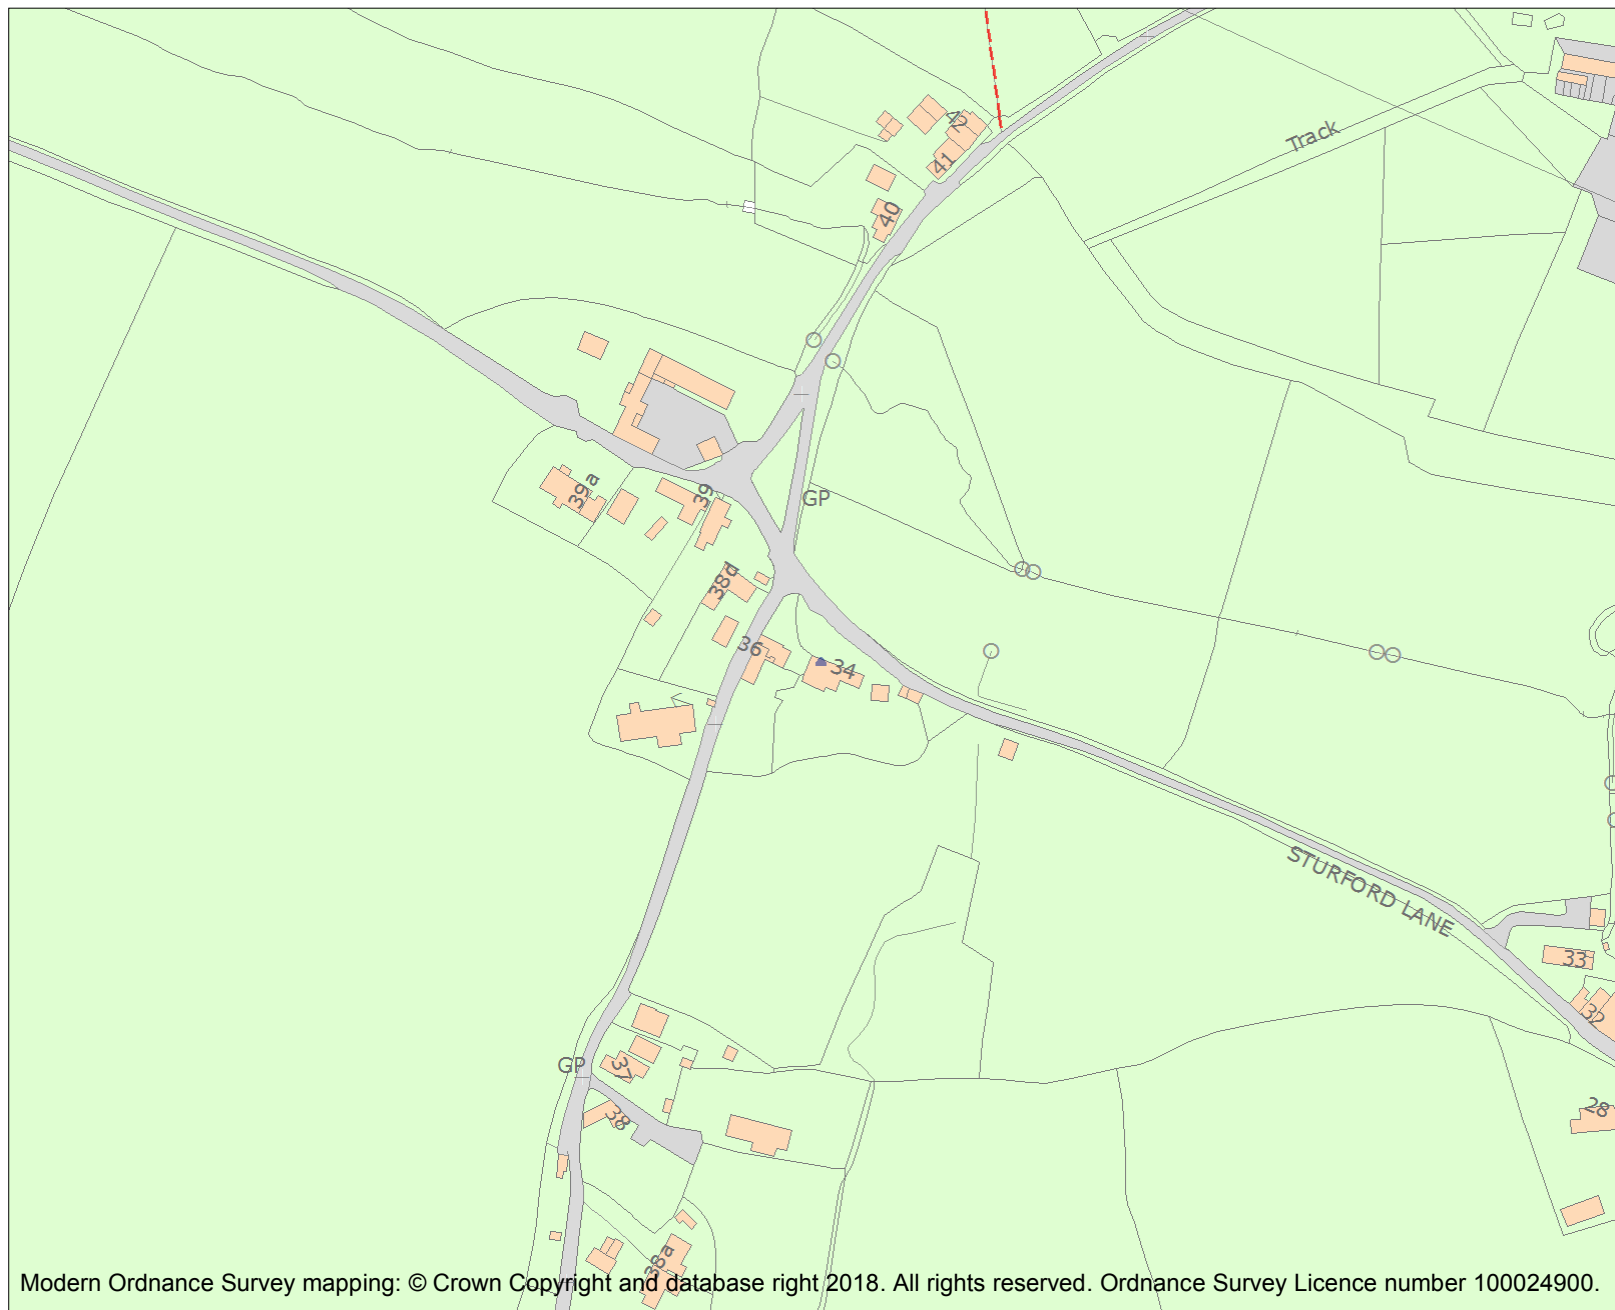 42
Track
41
40
39a
39
GP
38d
36
34
STURFORD LANE
33
32
GP
37
38
28
38a
Modern Ordnance Survey mapping: © Crown Copyright and database right 2018. All rights reserved. Ordnance Survey Licence number 100024900.